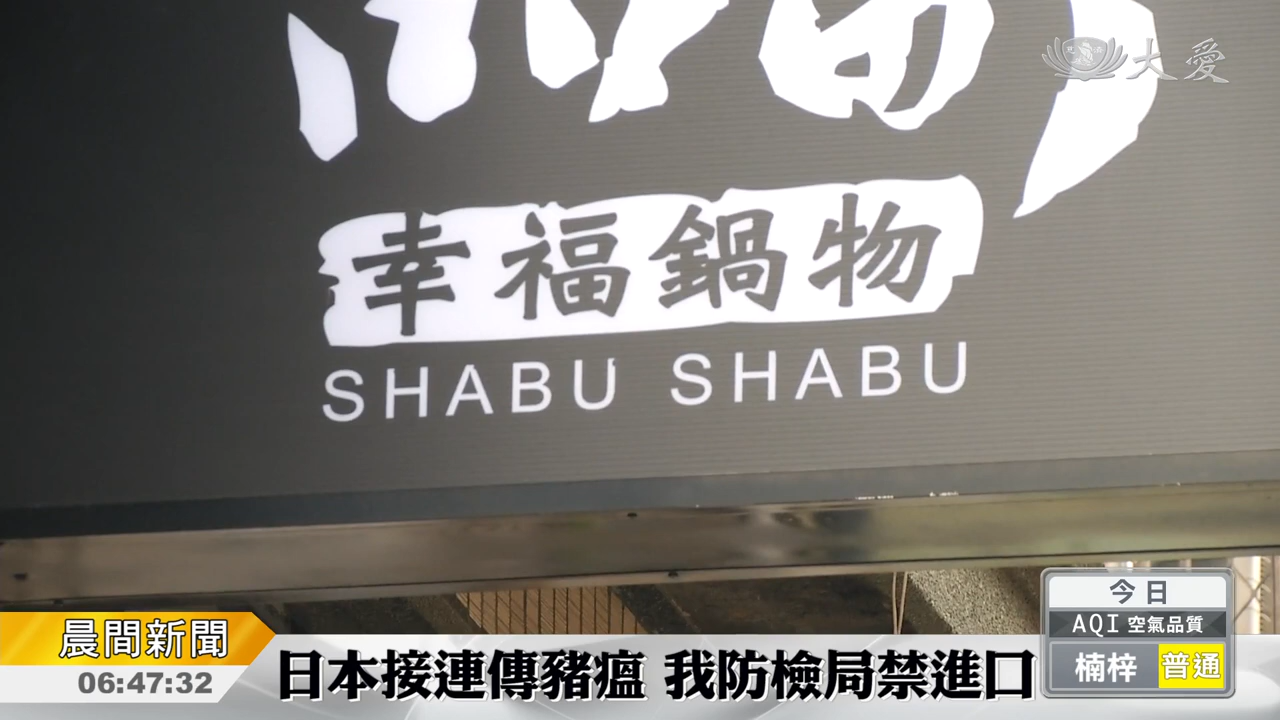 大愛
幸福鍋物
SHABU SHABU
今日
AQI 空氣品質
楠梓 普通
晨間新聞
06:47:32
日本接連傳豬瘟 我防檢局禁進口